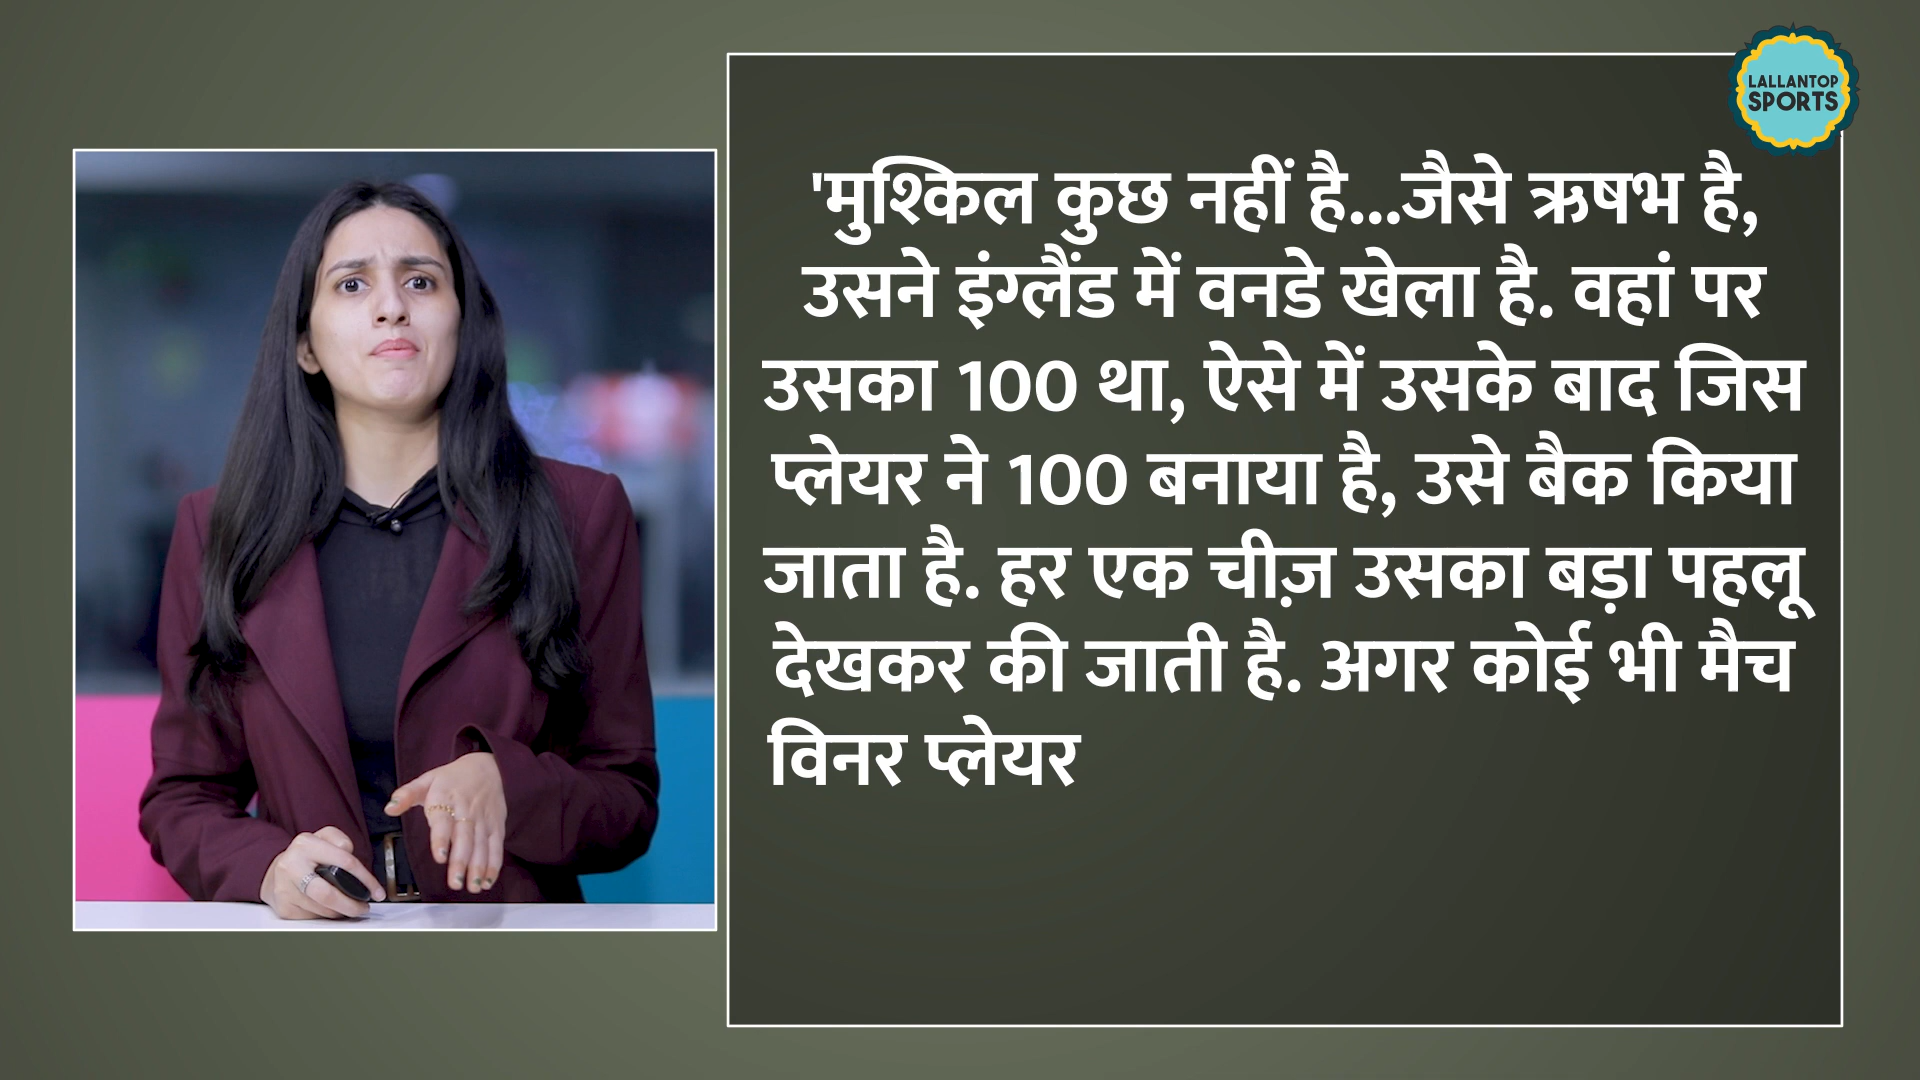 LALLANTOP
SPORTS
'मुश्किल कुछ नहीं है...जैसे ऋषभ है,
उसने इंग्लैंड में वनडे खेला है. वहां पर
उसका 100 था, ऐसे में उसके बाद जिस
प्लेयर ने 100 बनाया है, उसे बैक किया
जाता है. हर एक चीज़ उसका बड़ा पहलू
देखकर की जाती है. अगर कोई भी मैच
विनर प्लेयर